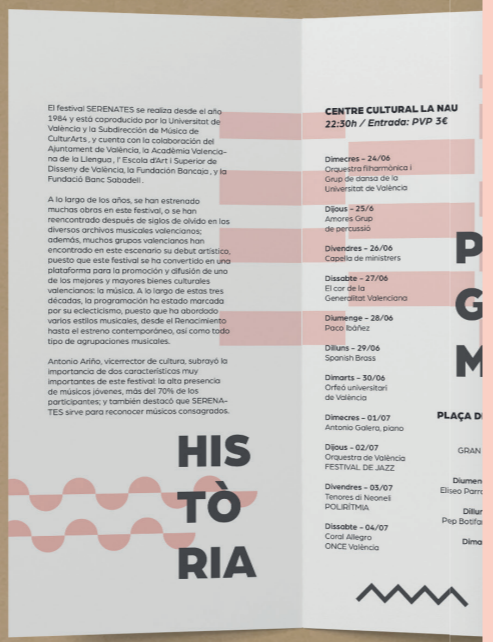 El festival SERENATES se realiza desde el año
1984 y está coproducido por la Universitat de
València y la Subdirección de Música de
CulturArts , y cuenta con la colaboración del
Ajuntament de València, la Acadèmia Valencia-
na de la Llengua, l' Escola d'Art i Superior de
Disseny de València, la Fundación Bancaja , y la
Fundació Banc Sabadell .
A lo largo de los años, se han estrenado
muchas obras en este festival, o se han
reencontrado después de siglos de olvido en los
diversos archivos musicales valencianos;
además, muchos grupos valencianos han
encontrado en este escenario su debut artístico,
puesto que este festival se ha convertido en una
plataforma para la promoción y difusión de uno
de los mejores y mayores bienes culturales
valencianos: la música. A lo largo de estas tres
décadas, la programación ha estado marcada
por su eclecticismo, puesto que ha abordado
varios estilos musicales, desde el Renacimiento
hasta el estreno contemporáneo, así como todo
tipo de agrupaciones musicales.
Antonio Ariño, vicerrector de cultura, subrayó la
importancia de dos características muy
importantes de este festival: la alta presencia
de músicos jóvenes, más del 70% de los
participantes; y también destacó que SERENA-
TES sirve para reconocer músicos consagrados.
HIS
TÒ
RIA
CENTRE CULTURAL LA NAU
22:30h / Entrada: PVP 3€
Dimecres - 24/06
Orquestra filharmònica i
Grup de dansa de la
Universitat de València
Dijous - 25/6
Amores Grup
de percussió
Divendres - 26/06
Capella de ministrers
Dissabte - 27/06
El cor de la
Generalitat Valenciana
Diumenge - 28/06
Paco Ibáñez
Dilluns - 29/06
Spanish Brass
Dimarts - 30/06
Orfeó universitari
de València
Dimecres - 01/07
Antonio Galera, piano
Dijous - 02/07
Orquestra de València
FESTIVAL DE JAZZ
Divendres - 03/07
Tenores di Neoneli
POLIRÍTMIA
Dissabte - 04/07
Coral Allegro
ONCE València
P
G
M
PLAÇA D
GRAN
Diumen
Eliseo Parr
Dillur
Pep Botifar
Dima